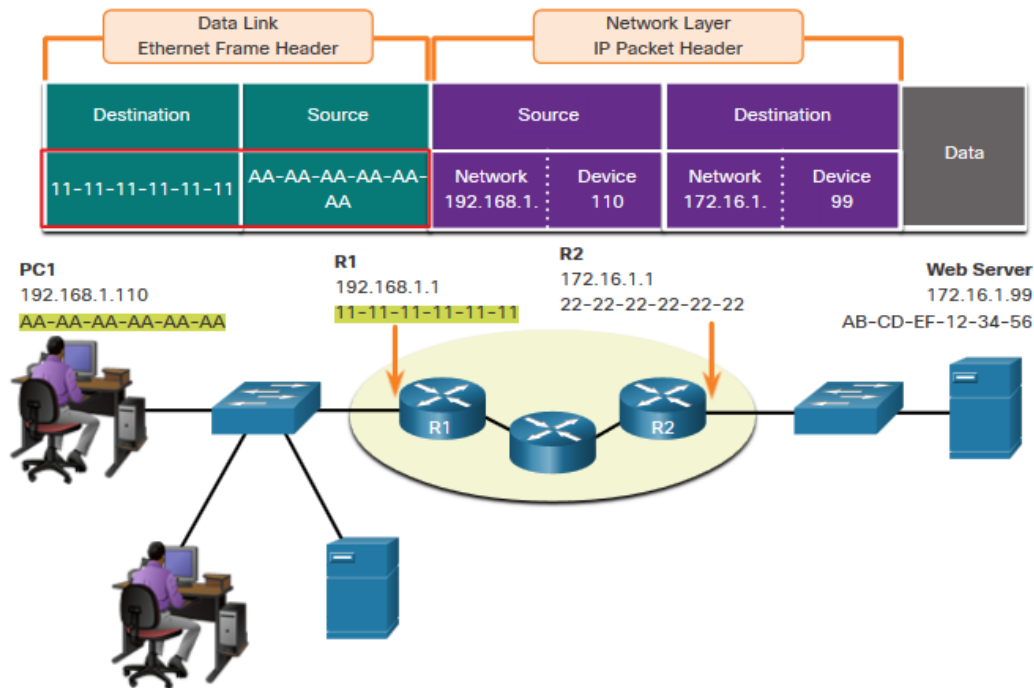 Data Link
Ethernet Frame Header
Network Layer
IP Packet Header
Destination
Source
Source
Destination
Data
11-11-11-11-11-11
AA-AA-AA-AA-AA-
AA
Network
192.168.1.
Device
110
Network
172.16.1.
Device
99
PC1
192.168.1.110
AA-AA-AA-AA-AA-AA
R1
192.168.1.1
11-11-11-11-11-11
R2
172.16.1.1
22-22-22-22-22-22
Web Server
172.16.1.99
AB-CD-EF-12-34-56
R1
R2